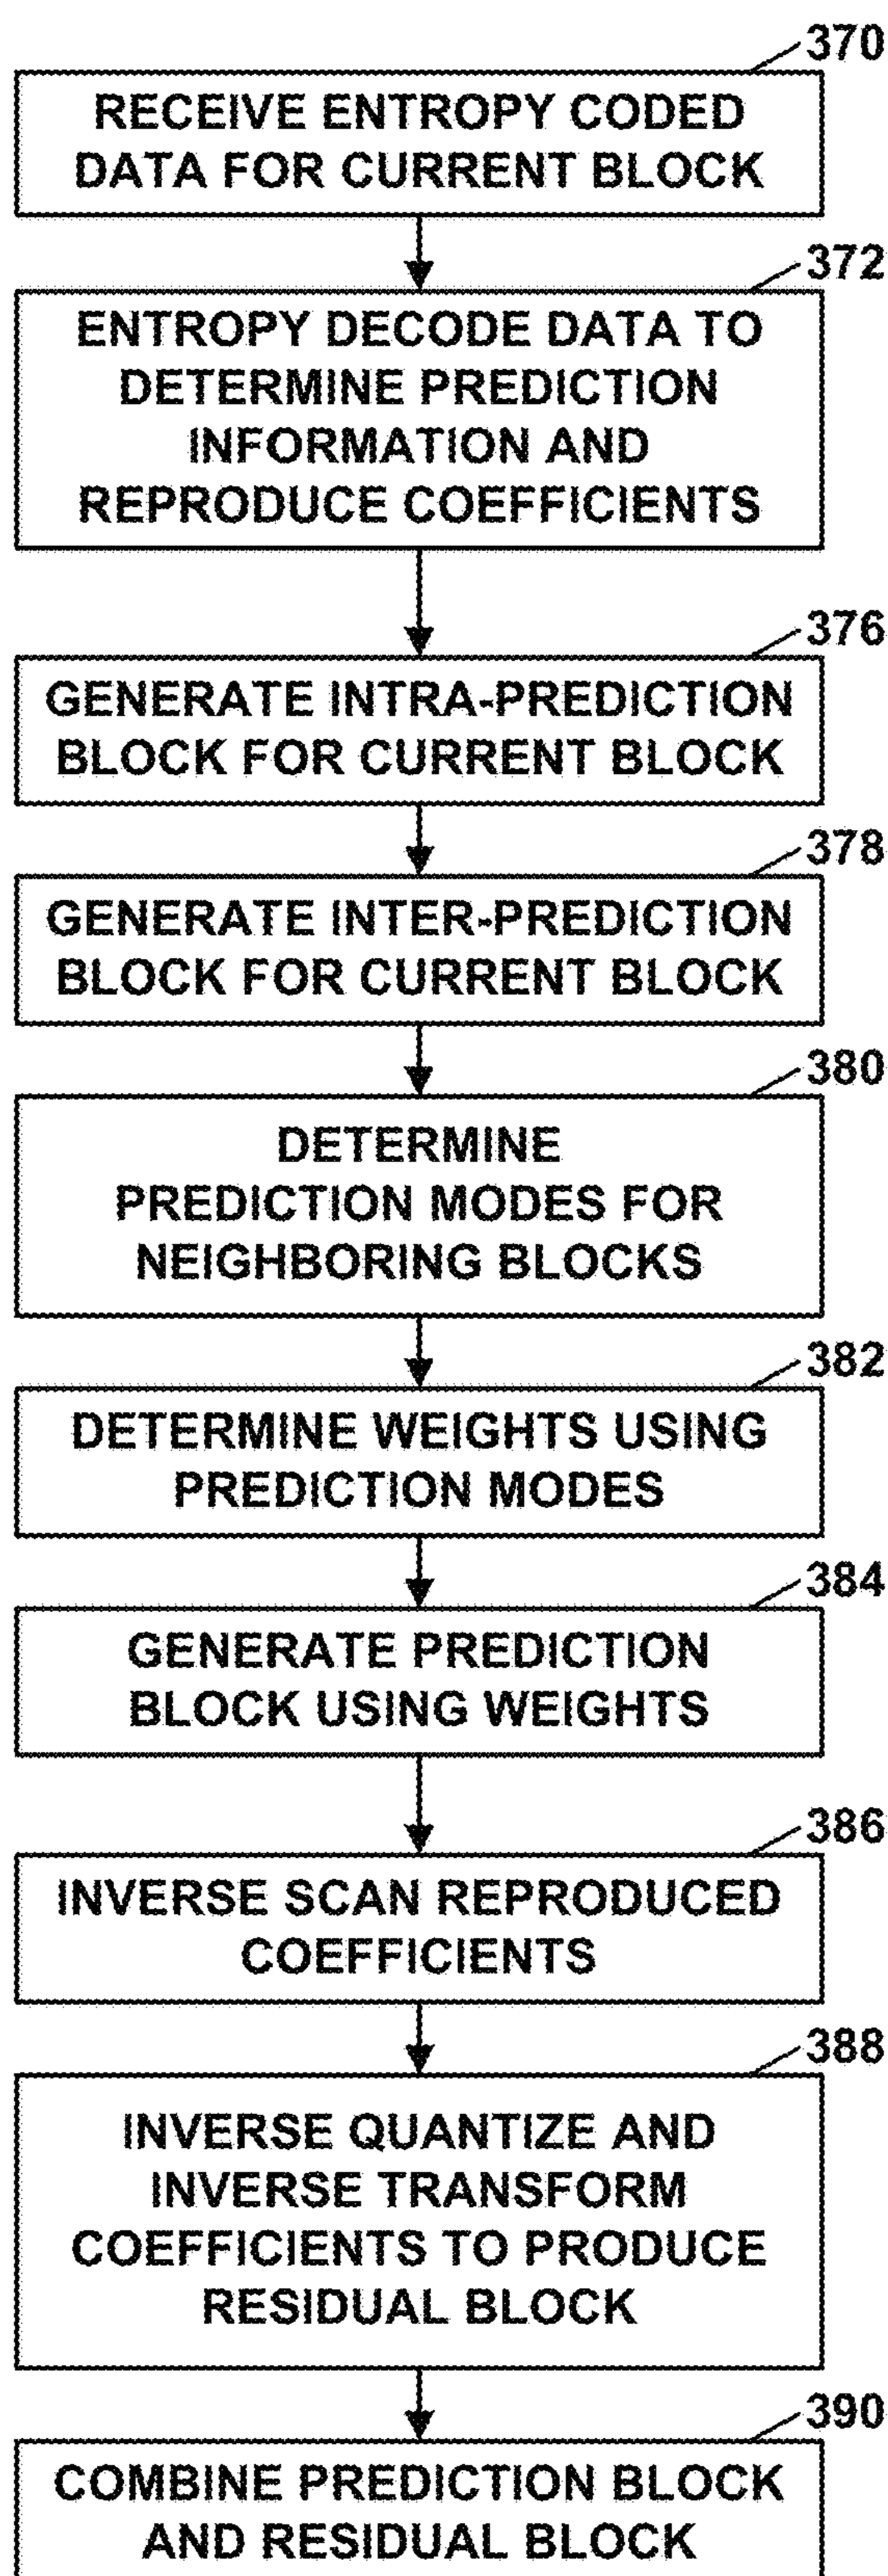 370
RECEIVE ENTROPY CODED
DATA FOR CURRENT BLOCK
372
ENTROPY DECODE DATA TO
DETERMINE PREDICTION
INFORMATION AND
REPRODUCE COEFFICIENTS
376
GENERATE INTRA-PREDICTION
BLOCK FOR CURRENT BLOCK
378
GENERATE INTER-PREDICTION
BLOCK FOR CURRENT BLOCK
380
DETERMINE
PREDICTION MODES FOR
NEIGHBORING BLOCKS
382
DETERMINE WEIGHTS USING
PREDICTION MODES
384
GENERATE PREDICTION
BLOCK USING WEIGHTS
386
INVERSE SCAN REPRODUCED
COEFFICIENTS
388
INVERSE QUANTIZE AND
INVERSE TRANSFORM
COEFFICIENTS TO PRODUCE
RESIDUAL BLOCK
390
COMBINE PREDICTION BLOCK
AND RESIDUAL BLOCK